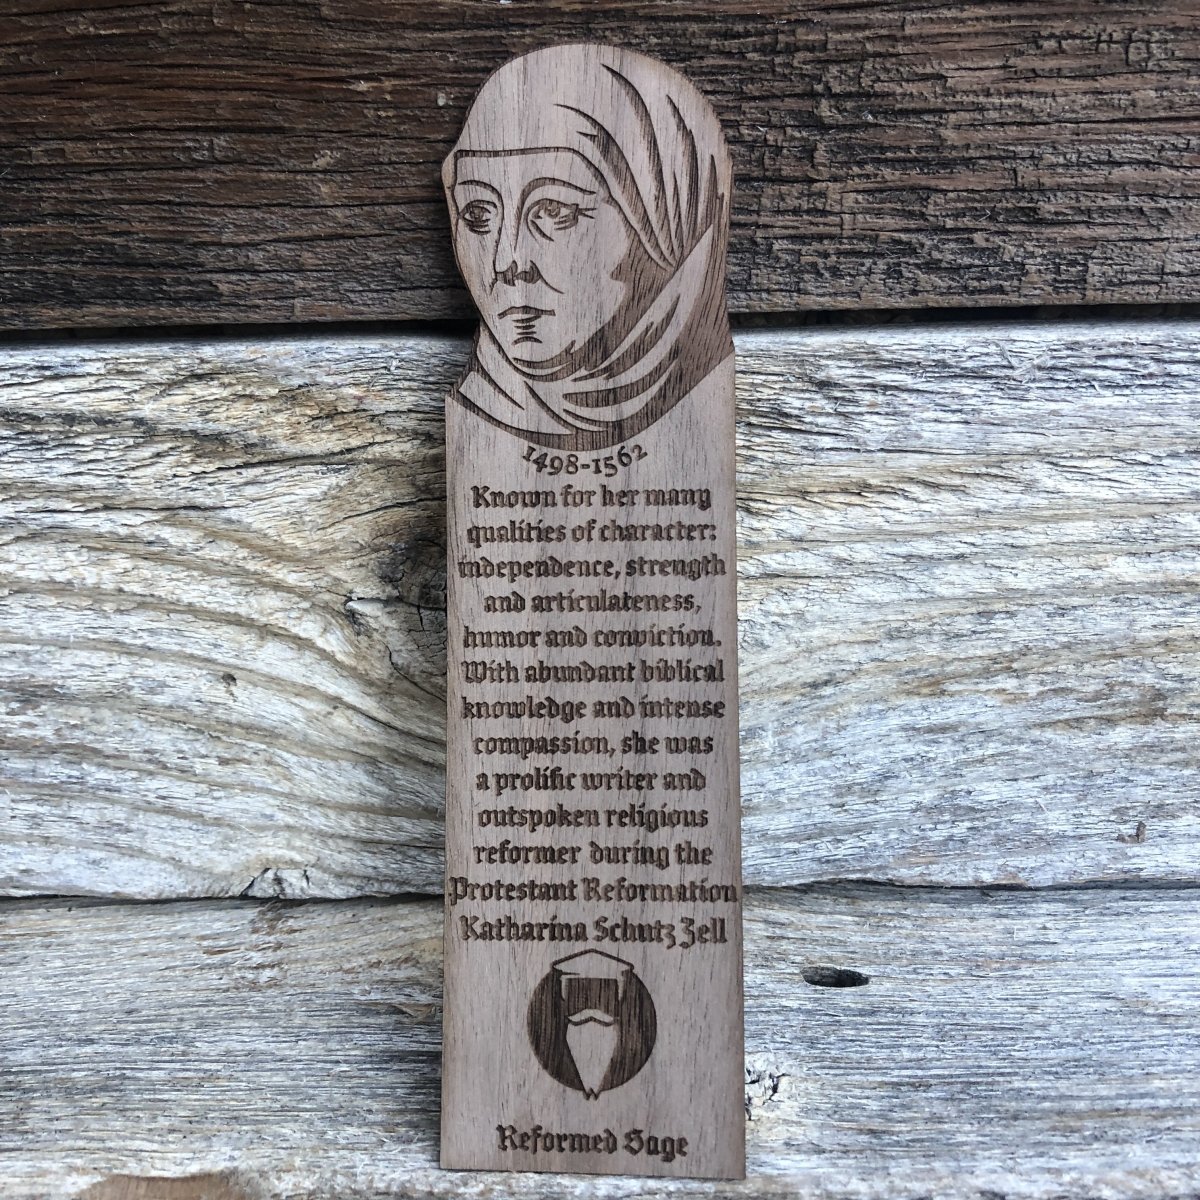 1498-1562
Known for her many
qualities of character:
independence, strength
and articulateness,
humor and conviction.
With abundant biblical
knowledge and intense
compassion, she was
a prolific writer and
outspoken religious
reformer during the
Protestant Reformation
Katharina Schutz Zell
Reformed Sage